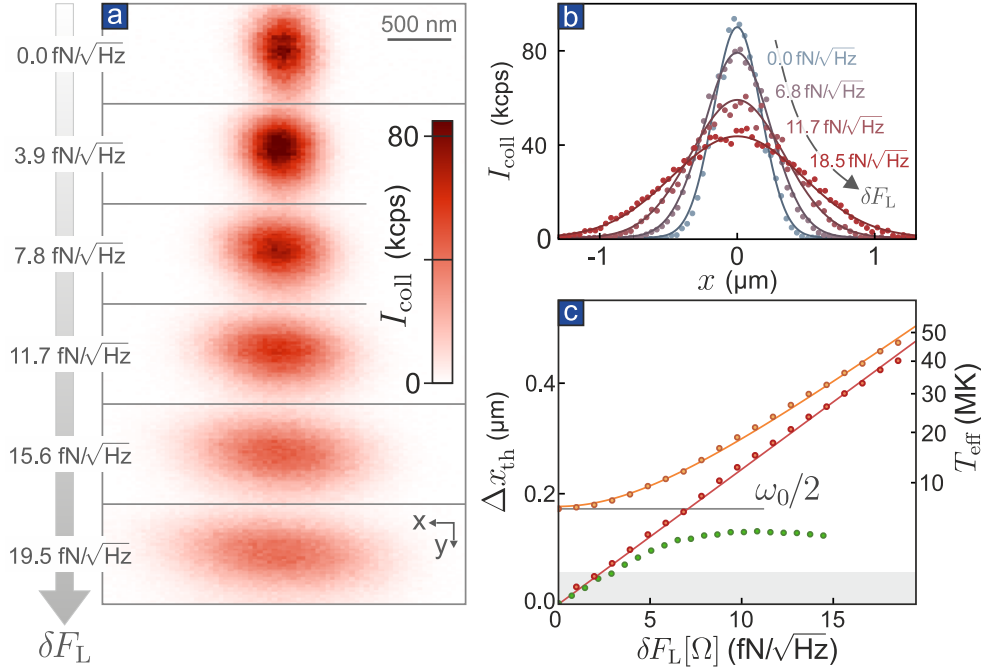 a
500 nm
0.0 fN/√Hz
3.9 fN/√Hz
7.8 fN/√Hz
11.7 fN/√Hz
15.6 fN/√Hz
19.5 fN/√Hz
δF_L
80
I_coll (kcps)
0
x
y
b
I_coll (kcps)
80
40
0
0.0 fN/√Hz
6.8 fN/√Hz
11.7 fN/√Hz
18.5 fN/√Hz
δF_L
-1
0
1
x (μm)
c
Δx_th (μm)
0.4
0.2
0.0
ω₀/2
50
40
30
20
10
T_eff (MK)
0
5
10
15
δF_L[Ω] (fN/√Hz)